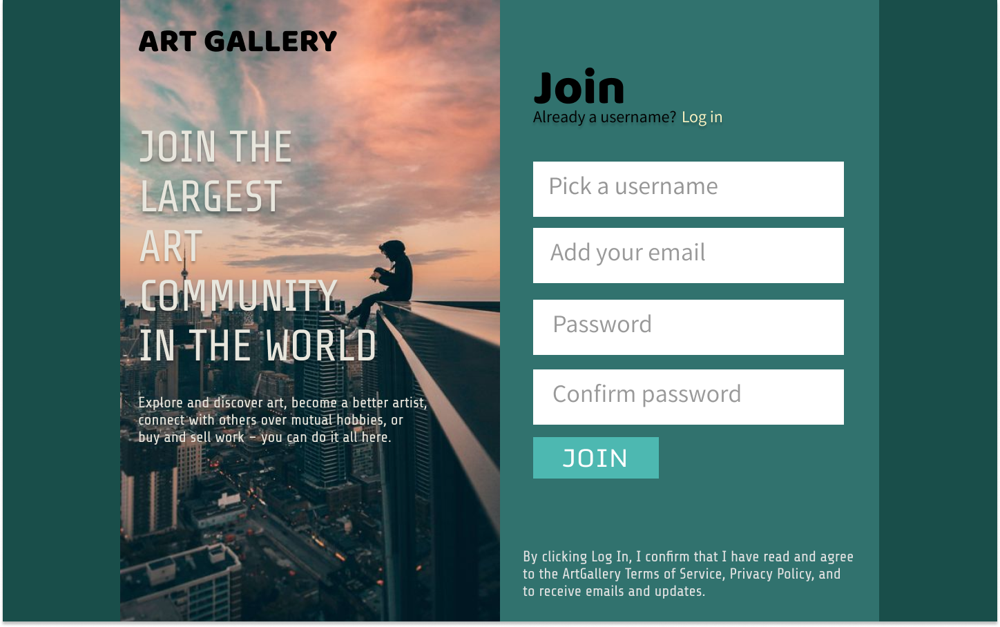 ART GALLERY
JOIN THE
LARGEST
ART
COMMUNITY
IN THE WORLD
Explore and discover art, become a better artist,
connect with others over mutual hobbies, or
buy and sell work – you can do it all here.
Join
Already a username? Log in
Pick a username
Add your email
Password
Confirm password
JOIN
By clicking Log In, I confirm that I have read and agree
to the ArtGallery Terms of Service, Privacy Policy, and
to receive emails and updates.